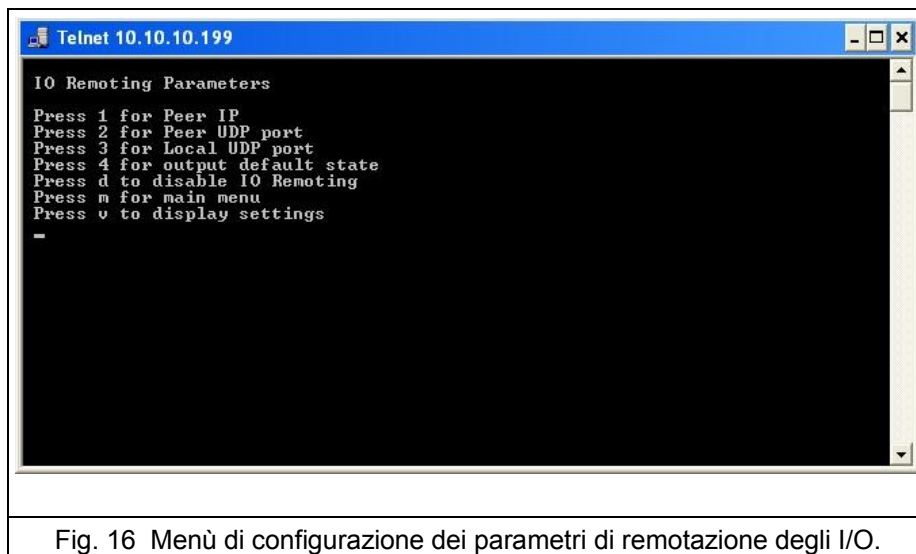 Telnet 10.10.10.199
IO Remoting Parameters
Press 1 for Peer IP
Press 2 for Peer UDP port
Press 3 for Local UDP port
Press 4 for output default state
Press d to disable IO Remoting
Press m for main menu
Press v to display settings
Fig. 16  Menù di configurazione dei parametri di remotazione degli I/O.